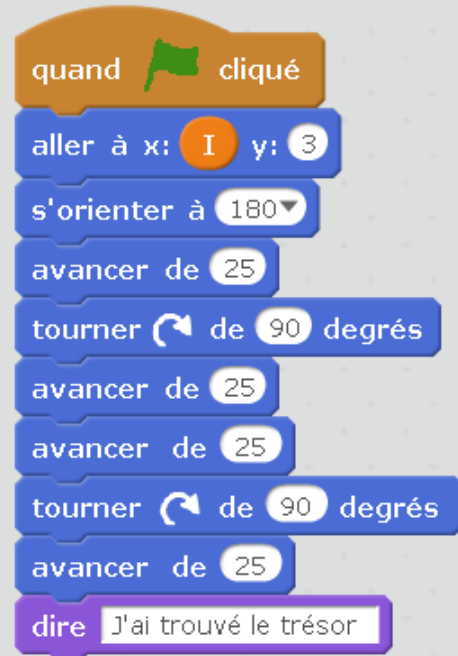 quand cliqué
aller à x: I y: 3
s'orienter à 180
avancer de 25
tourner de 90 degrés
avancer de 25
avancer de 25
tourner de 90 degrés
avancer de 25
dire J'ai trouvé le trésor